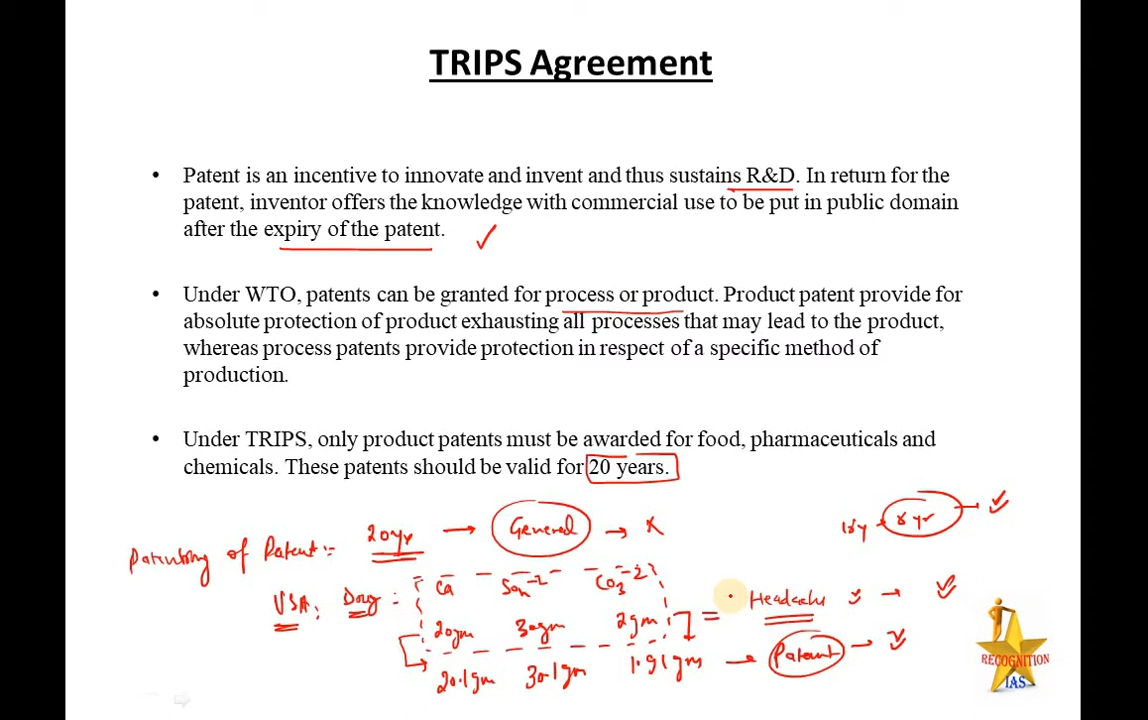 TRIPS Agreement
• Patent is an incentive to innovate and invent and thus sustains R&D. In return for the
patent, inventor offers the knowledge with commercial use to be put in public domain
after the expiry of the patent.
• Under WTO, patents can be granted for process or product. Product patent provide for
absolute protection of product exhausting all processes that may lead to the product,
whereas process patents provide protection in respect of a specific method of
production.
• Under TRIPS, only product patents must be awarded for food, pharmaceuticals and
chemicals. These patents should be valid for 20 years.
20yr → General → x
of Patent :-
USA: Drug :
Ca
20gm 30gm 2gm = Headache
20.1gm 30.1gm 1.91gm → Patent →
RECOGNITION
IAS